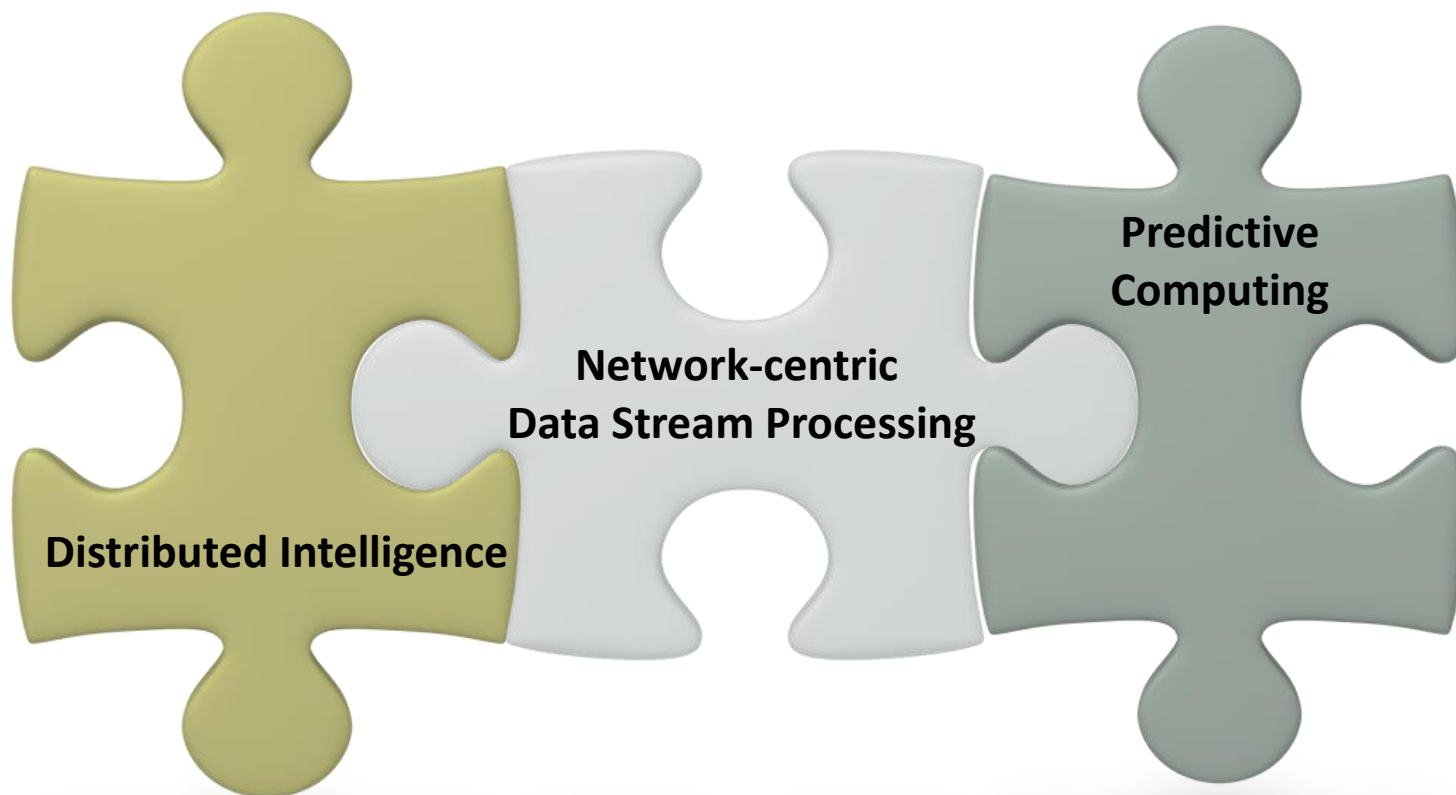 Distributed Intelligence
Network-centric
Data Stream Processing
Predictive
Computing